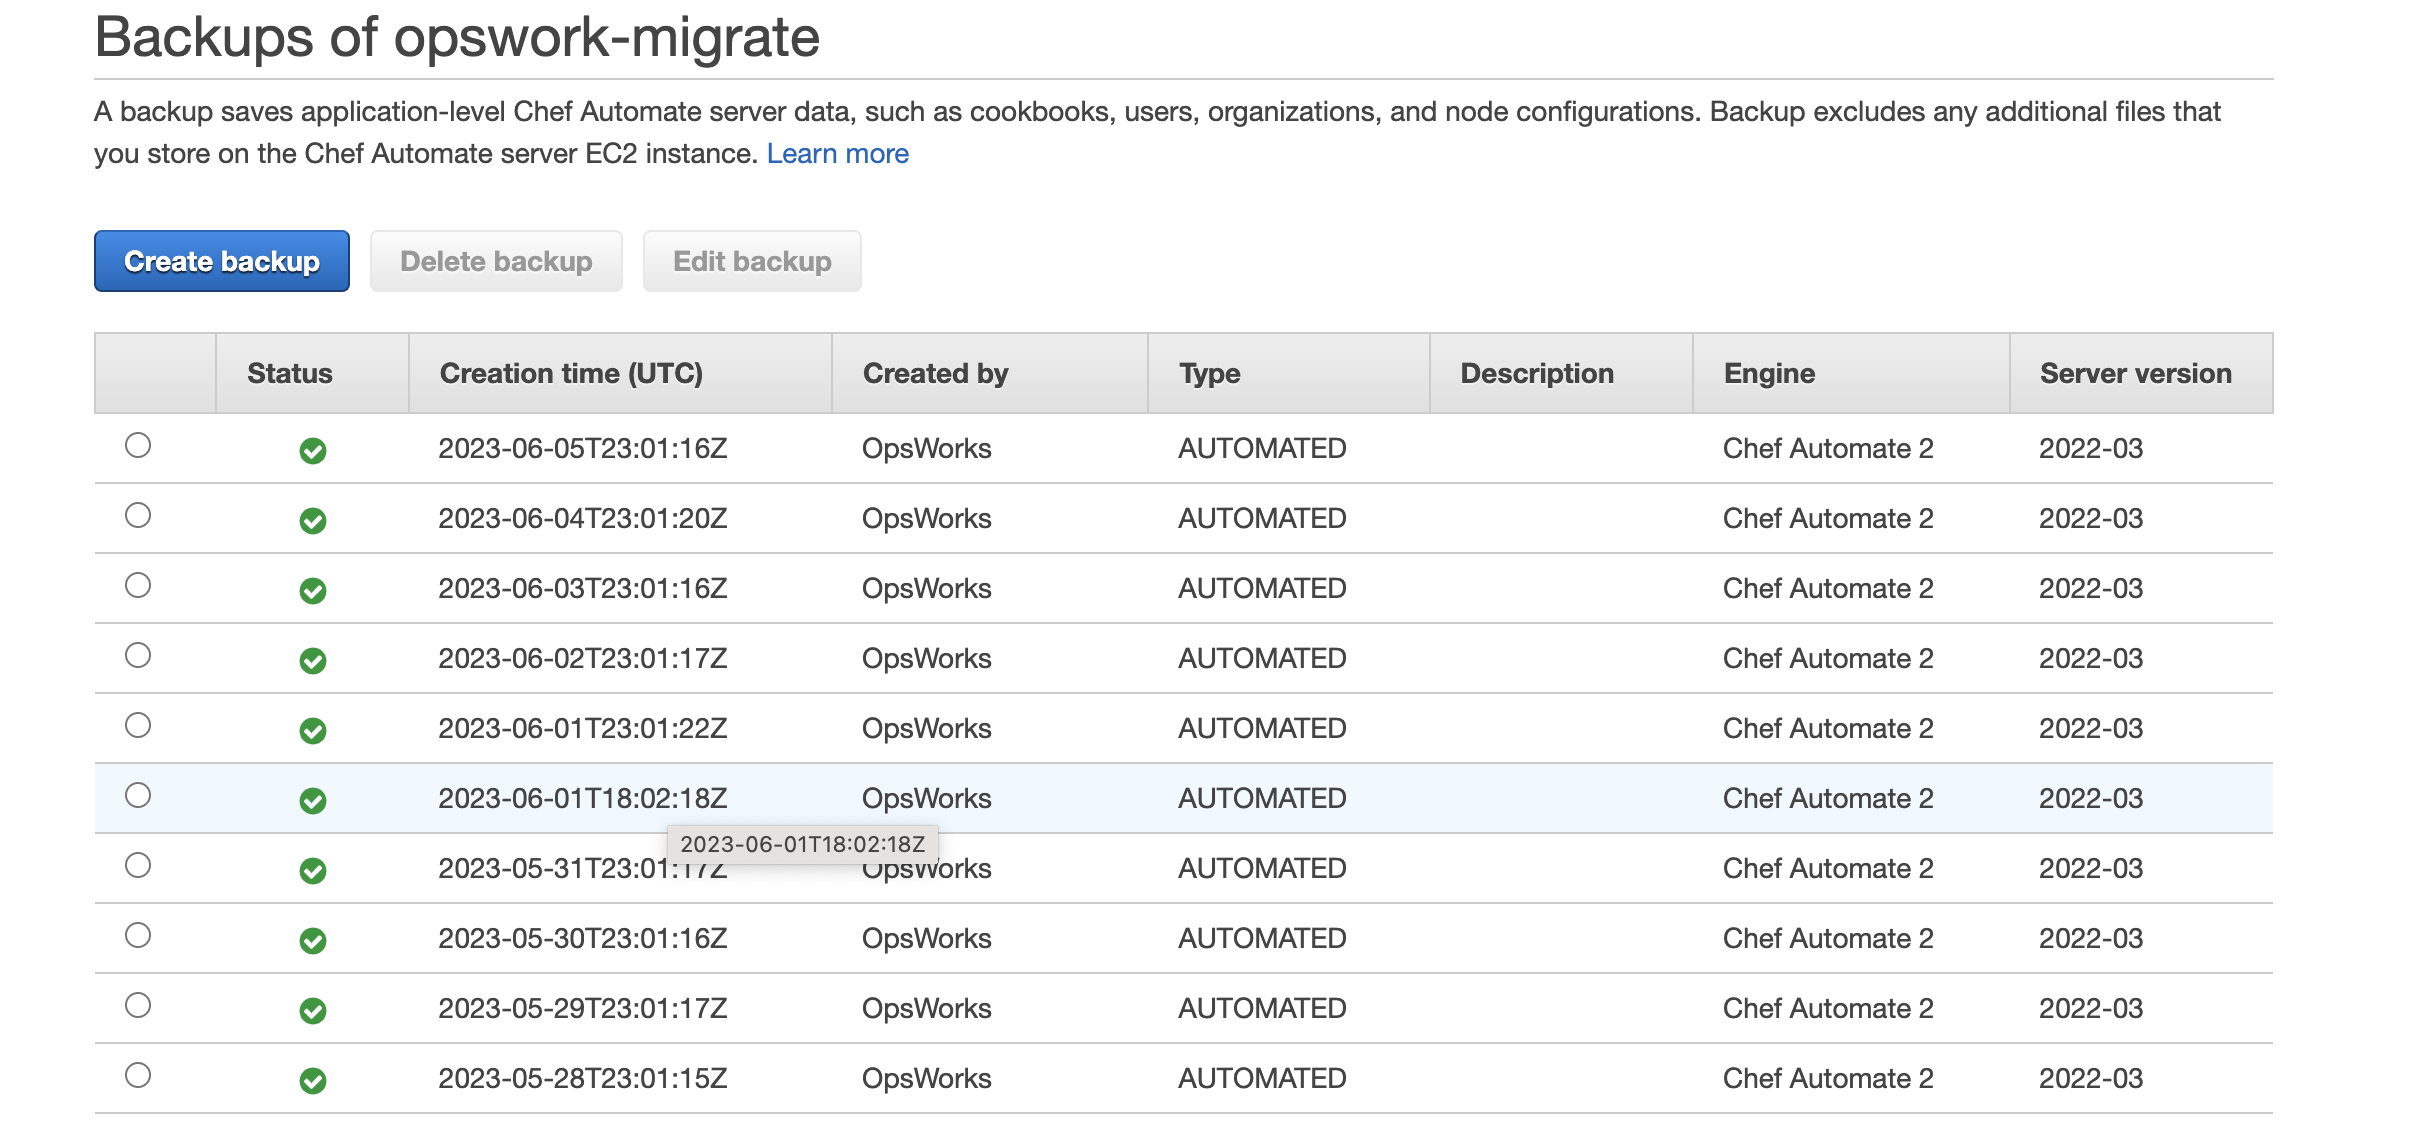 Backups of opswork-migrate
A backup saves application-level Chef Automate server data, such as cookbooks, users, organizations, and node configurations. Backup excludes any additional files that
you store on the Chef Automate server EC2 instance. Learn more
Create backup Delete backup Edit backup
Status Creation time (UTC) Created by Type Description Engine Server version
2023-06-05T23:01:16Z OpsWorks AUTOMATED Chef Automate 2 2022-03
2023-06-04T23:01:20Z OpsWorks AUTOMATED Chef Automate 2 2022-03
2023-06-03T23:01:16Z OpsWorks AUTOMATED Chef Automate 2 2022-03
2023-06-02T23:01:17Z OpsWorks AUTOMATED Chef Automate 2 2022-03
2023-06-01T23:01:22Z OpsWorks AUTOMATED Chef Automate 2 2022-03
2023-06-01T18:02:18Z OpsWorks AUTOMATED Chef Automate 2 2022-03
2023-06-01T18:02:18Z
2023-05-31T23:01:17Z OpsWorks AUTOMATED Chef Automate 2 2022-03
2023-05-30T23:01:16Z OpsWorks AUTOMATED Chef Automate 2 2022-03
2023-05-29T23:01:17Z OpsWorks AUTOMATED Chef Automate 2 2022-03
2023-05-28T23:01:15Z OpsWorks AUTOMATED Chef Automate 2 2022-03